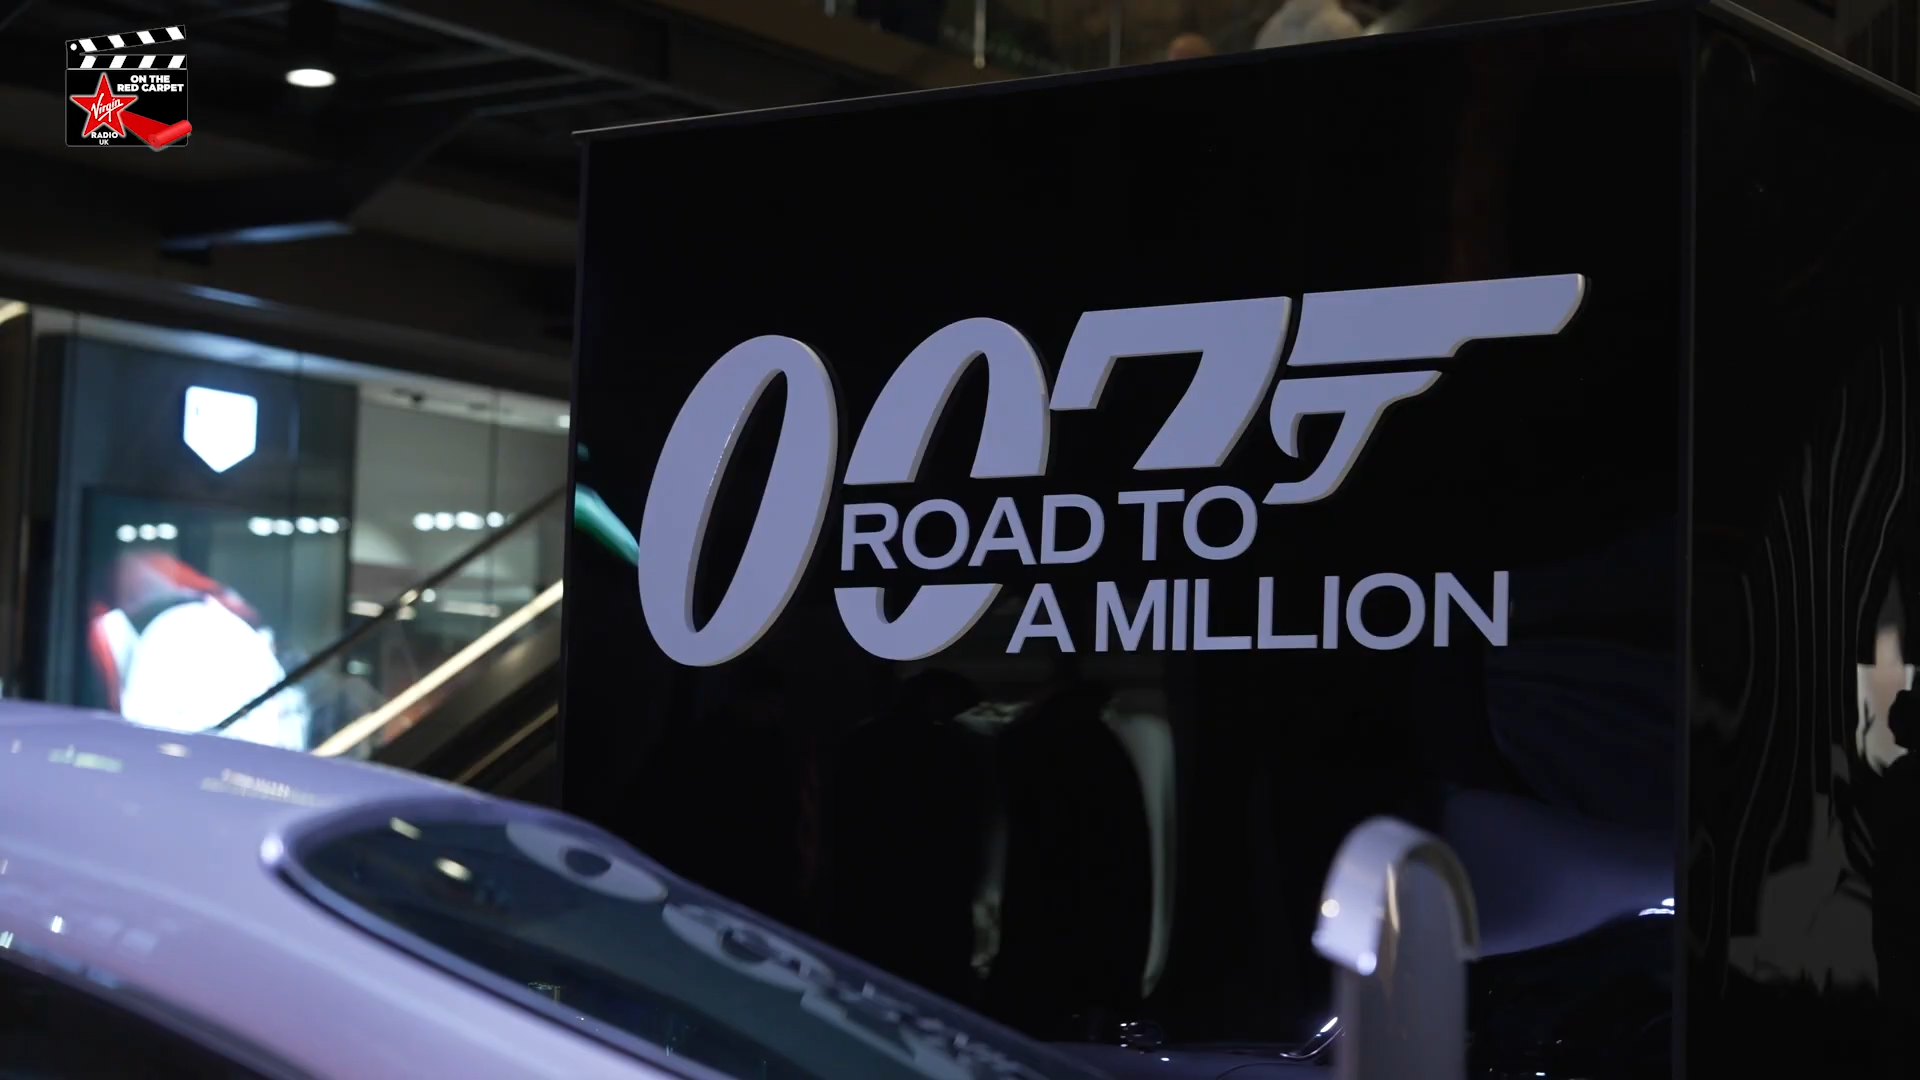 ON THE
RED CARPET
Virgin
RADIO
UK
007
ROAD TO
A MILLION